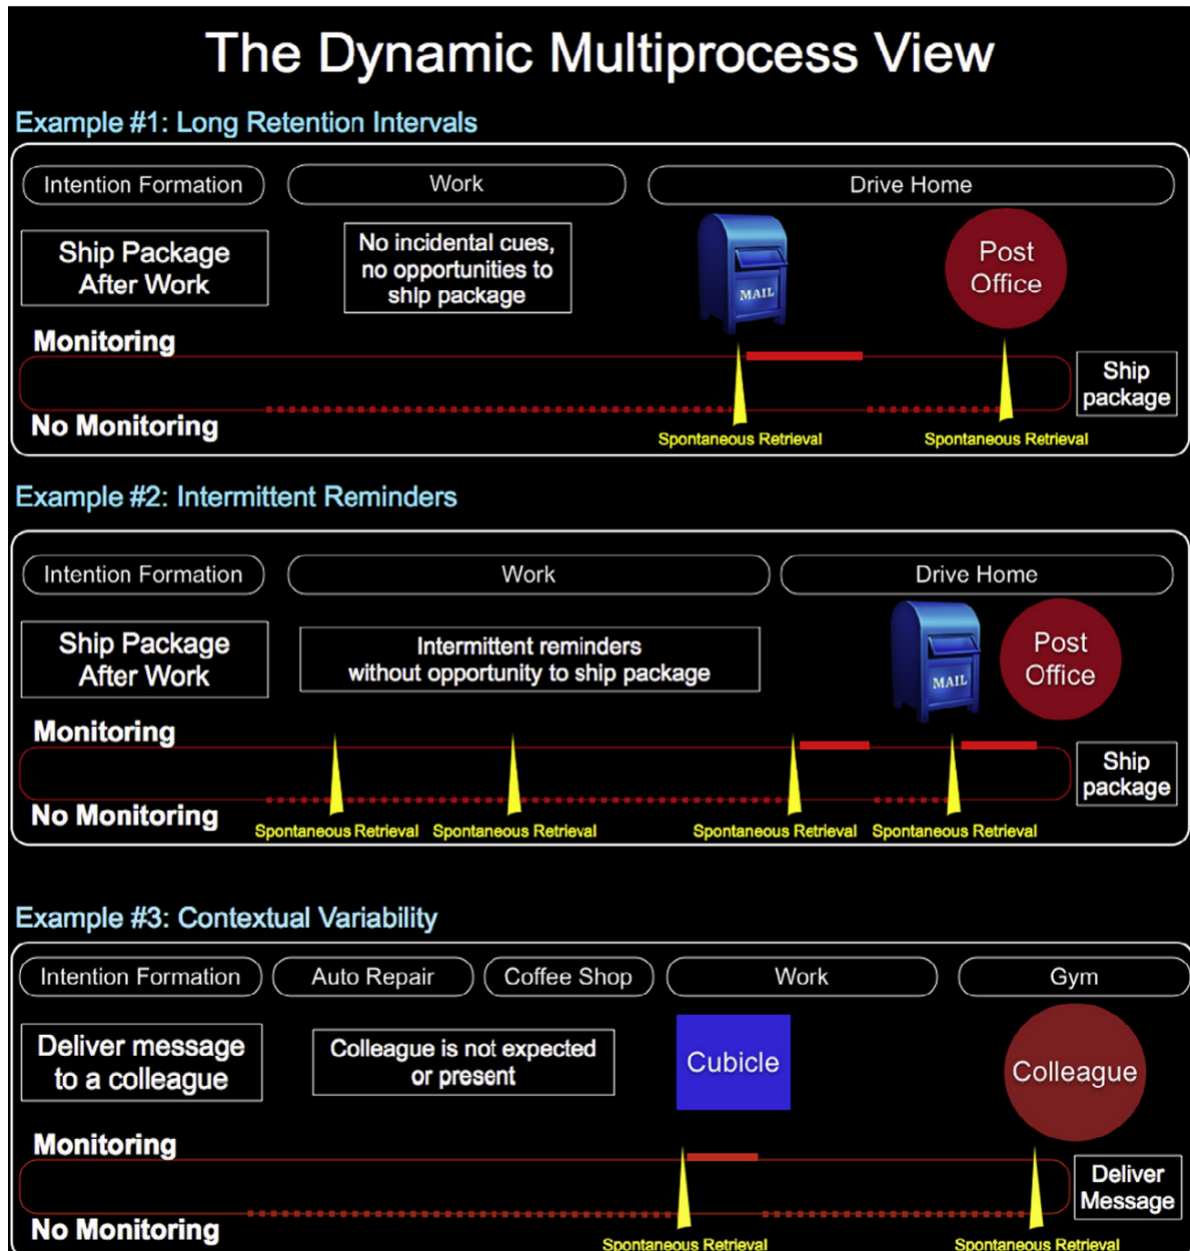 The Dynamic Multiprocess View
Example #1: Long Retention Intervals
Intention Formation
Work
Drive Home
Ship Package
After Work
No incidental cues,
no opportunities to
ship package
MAIL
Post
Office
Monitoring
No Monitoring
Spontaneous Retrieval
Spontaneous Retrieval
Ship
package
Example #2: Intermittent Reminders
Intention Formation
Work
Drive Home
Ship Package
After Work
Intermittent reminders
without opportunity to ship package
MAIL
Post
Office
Monitoring
No Monitoring
Spontaneous Retrieval
Spontaneous Retrieval
Spontaneous Retrieval
Spontaneous Retrieval
Ship
package
Example #3: Contextual Variability
Intention Formation
Auto Repair
Coffee Shop
Work
Gym
Deliver message
to a colleague
Colleague is not expected
or present
Cubicle
Colleague
Monitoring
No Monitoring
Spontaneous Retrieval
Spontaneous Retrieval
Deliver
Message